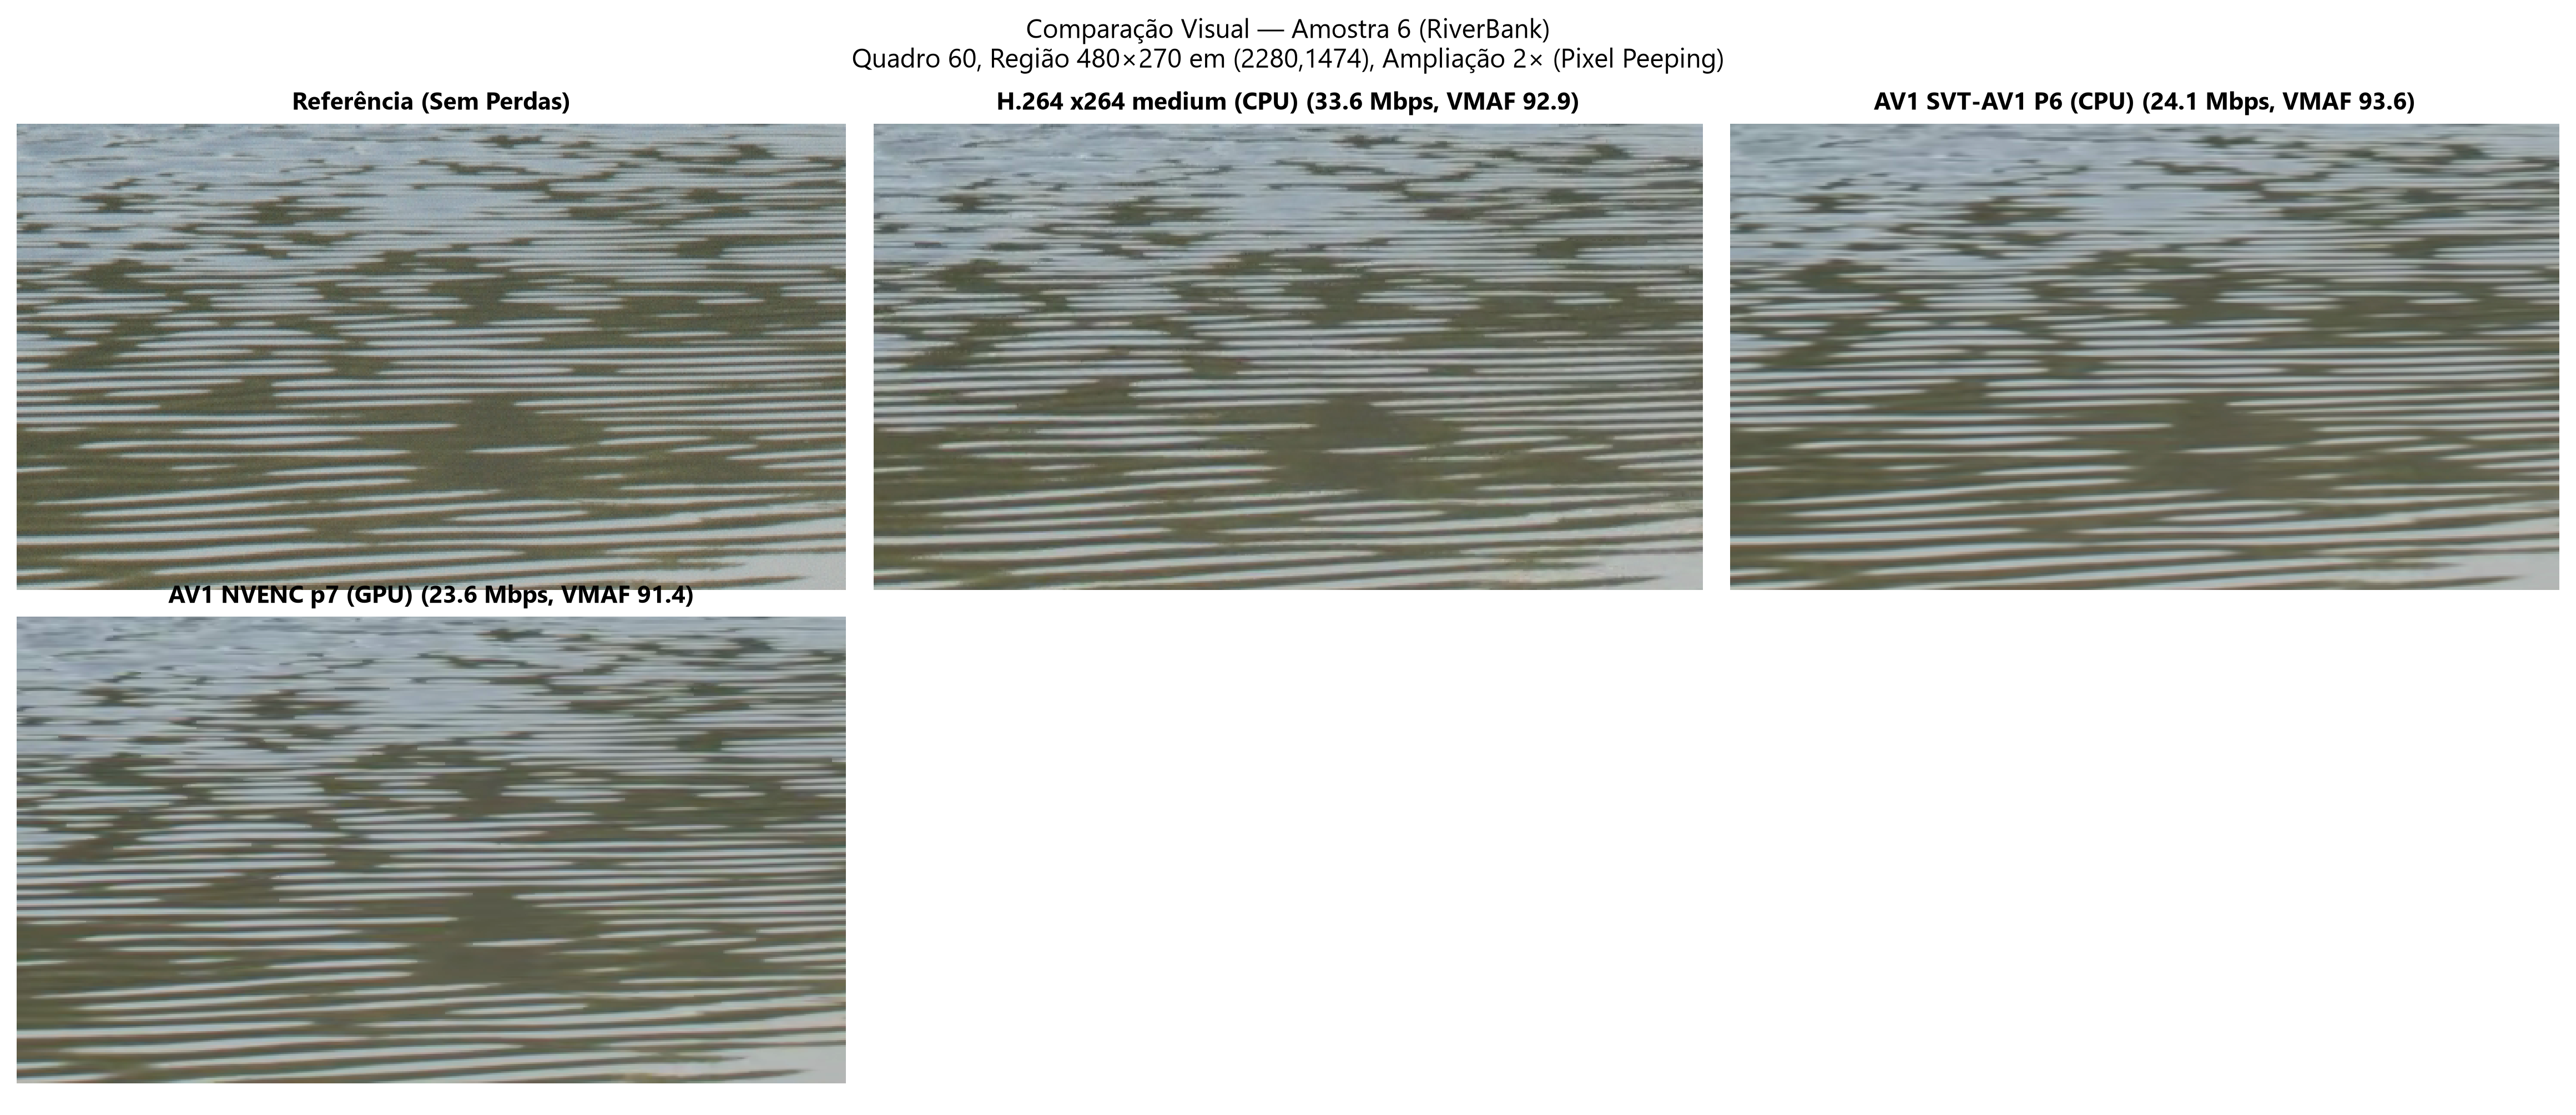 Comparação Visual — Amostra 6 (RiverBank)
Quadro 60, Região 480×270 em (2280,1474), Ampliação 2× (Pixel Peeping)
Referência (Sem Perdas)
H.264 x264 medium (CPU) (33.6 Mbps, VMAF 92.9)
AV1 SVT-AV1 P6 (CPU) (24.1 Mbps, VMAF 93.6)
AV1 NVENC p7 (GPU) (23.6 Mbps, VMAF 91.4)